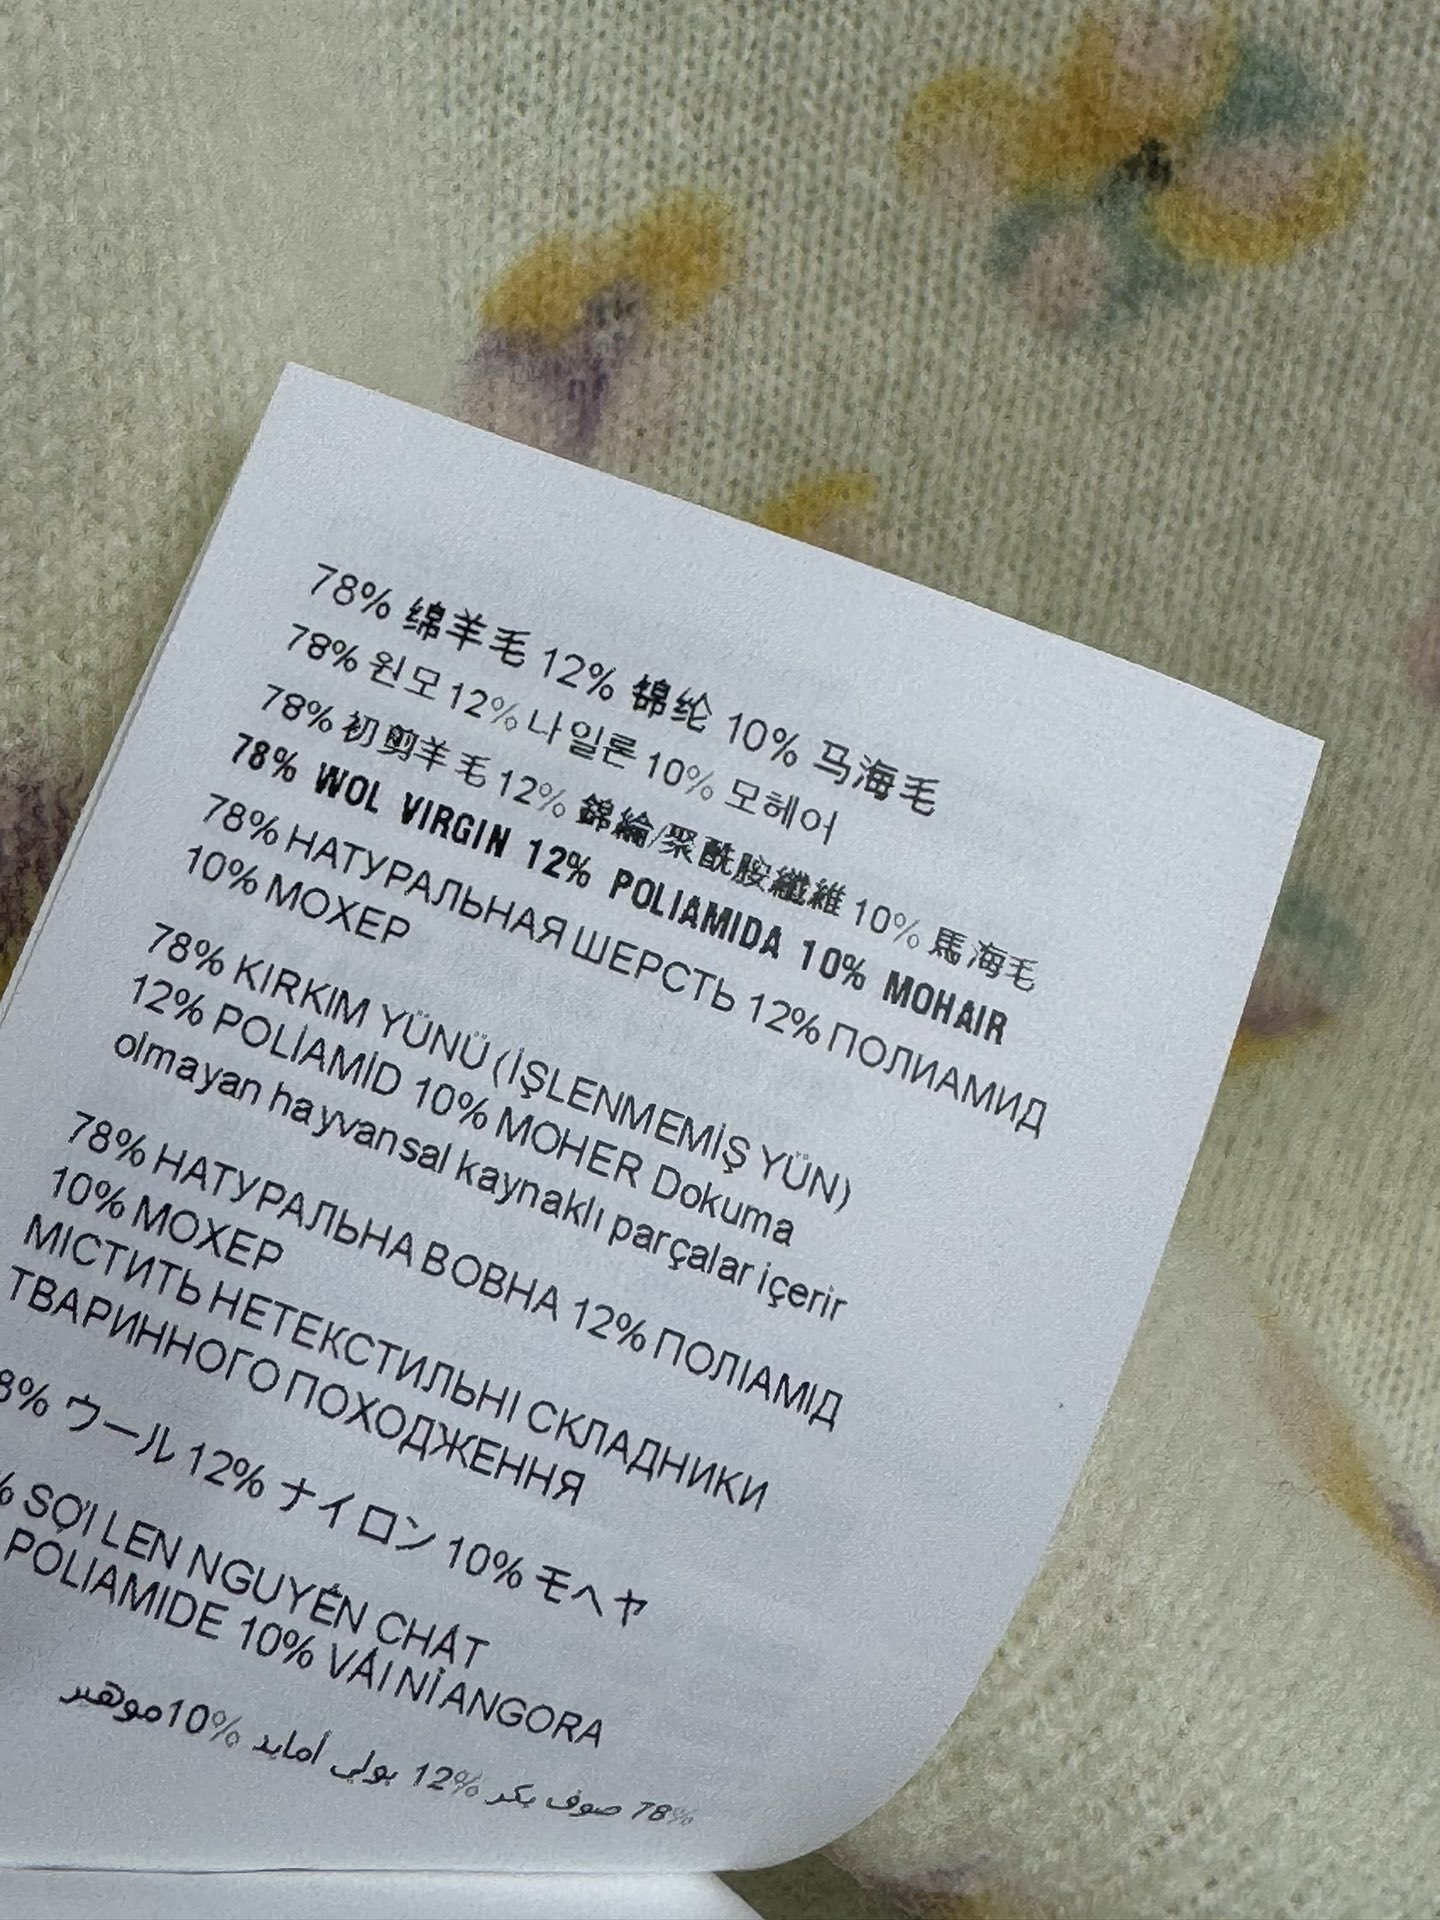 78% 绵羊毛 12% 锦纶 10% 马海毛
78% 원모 12% 나일론 10% 모헤어
78% 初剪羊毛 12% 錦綸/聚酰胺纖維 10% 馬海毛
78% WOL VIRGIN 12% POLIAMIDA 10% MOHAIR
78% НАТУРАЛЬНАЯ ШЕРСТЬ 12% ПОЛИАМИД
10% МОХЕР
78% KIRKIM YÜNÜ (İŞLENMEMİŞ YÜN)
12% POLİAMİD 10% MOHER Dokuma
olmayan hayvansal kaynaklı parçalar içerir
78% НАТУРАЛЬНА ВОВНА 12% ПОЛІАМІД
10% МОХЕР
МІСТИТЬ НЕТЕКСТИЛЬНІ СКЛАДНИКИ
ТВАРИННОГО ПОХОДЖЕННЯ
8% ウール 12% ナイロン 10% モヘヤ
% SỢI LEN NGUYÊN CHẤT
POLIAMIDE 10% VẢI NỈ ANGORA
78% صوف بكر 12% بولي أمايد 10% موهير